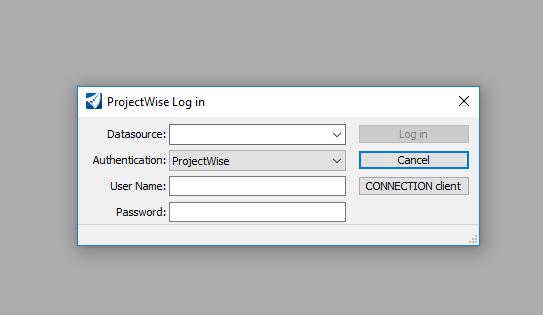 ProjectWise Log in
Datasource:
Log in
Authentication: ProjectWise
Cancel
User Name:
CONNECTION client
Password: